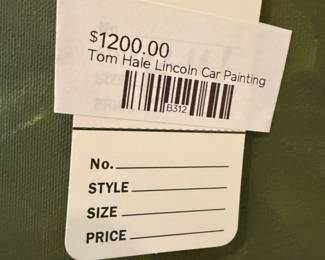 $1200.00
Tom Hale Lincoln Car Painting
B312
No.
STYLE
SIZE
PRICE